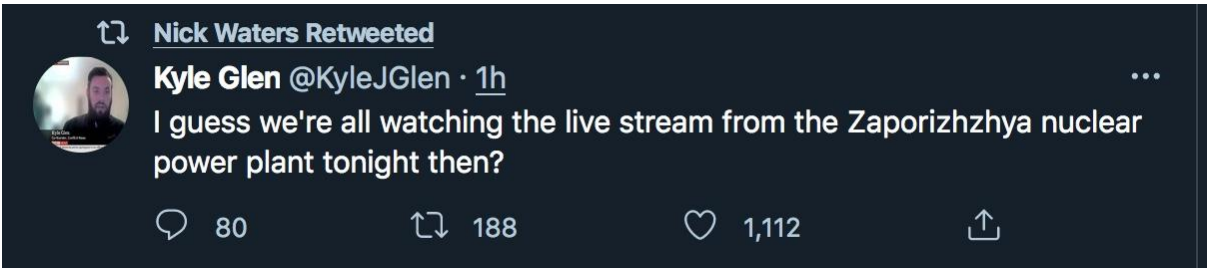 Nick Waters Retweeted
Kyle Glen @KyleJGlen · 1h
I guess we're all watching the live stream from the Zaporizhzhya nuclear
power plant tonight then?
80 188 1,112